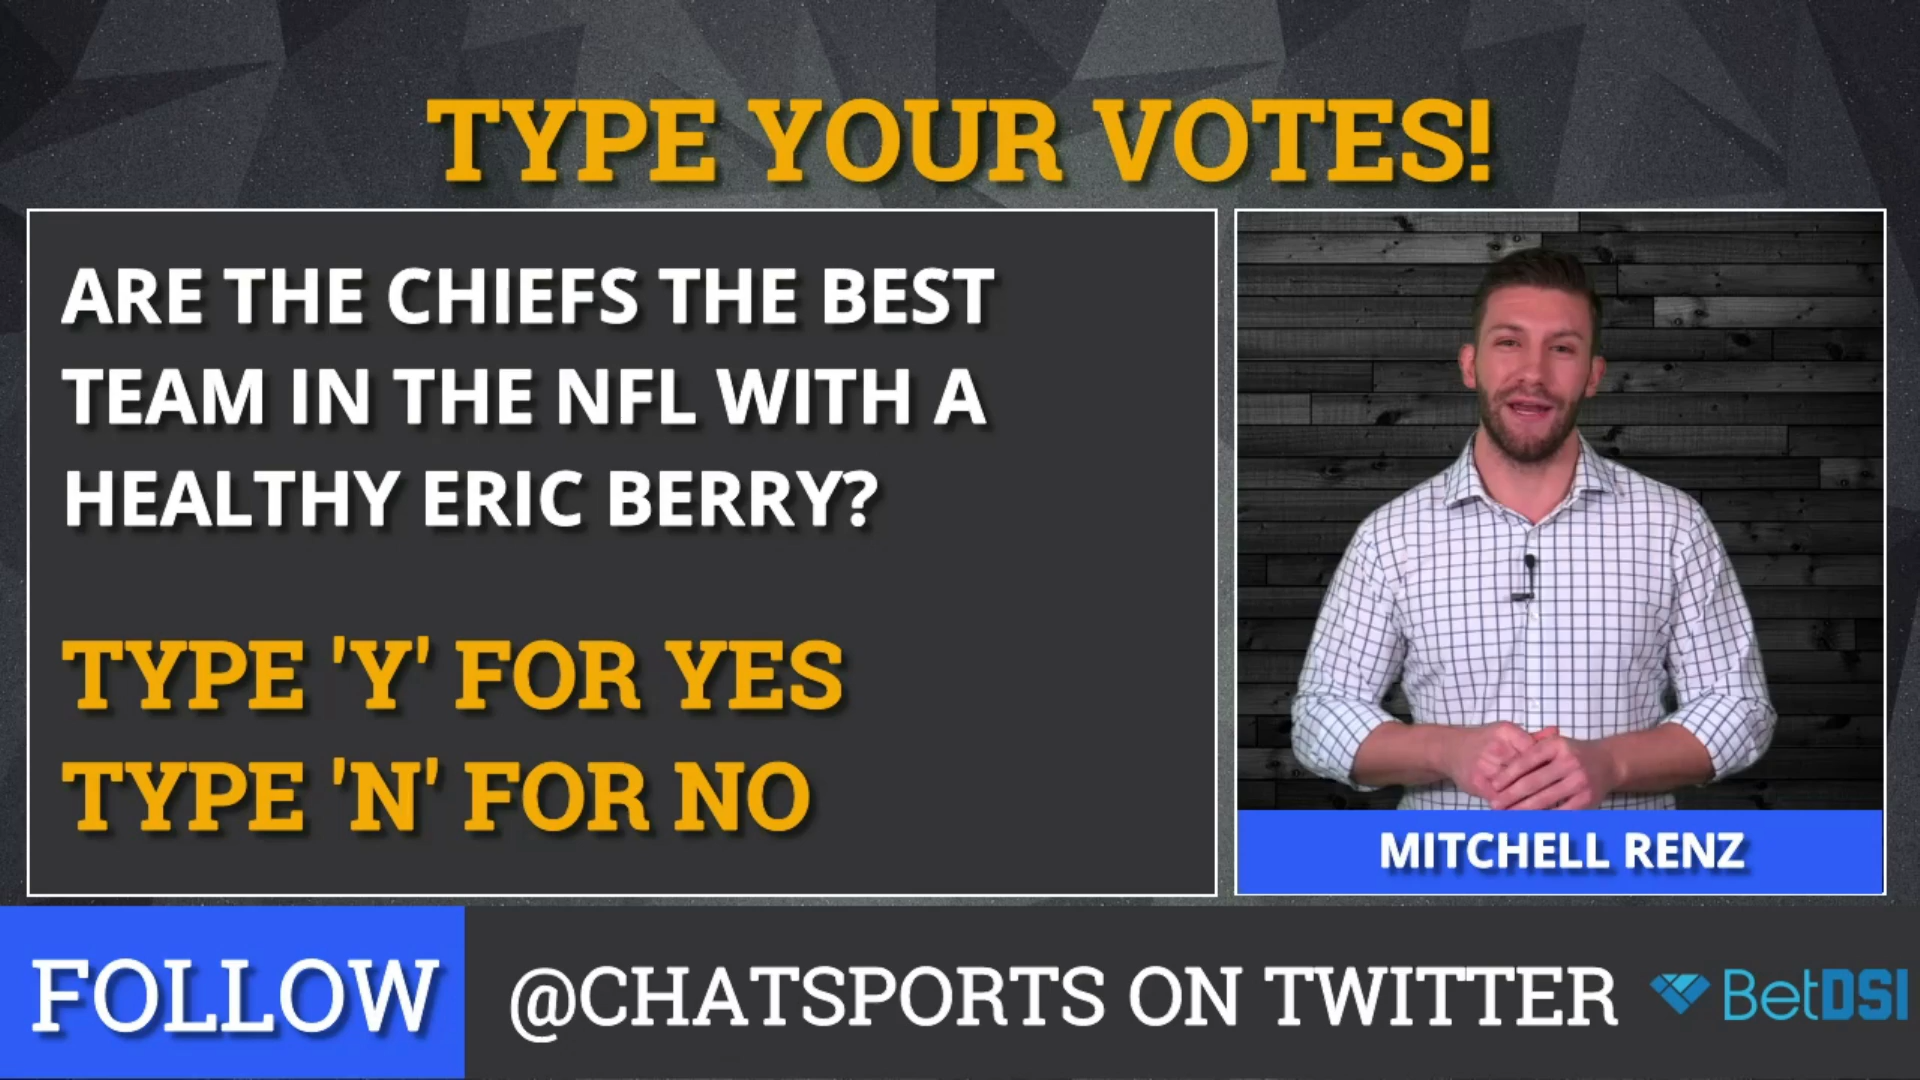 TYPE YOUR VOTES!
ARE THE CHIEFS THE BEST
TEAM IN THE NFL WITH A
HEALTHY ERIC BERRY?
TYPE 'Y' FOR YES
TYPE 'N' FOR NO
MITCHELL RENZ
FOLLOW @CHATSPORTS ON TWITTER BetDSI